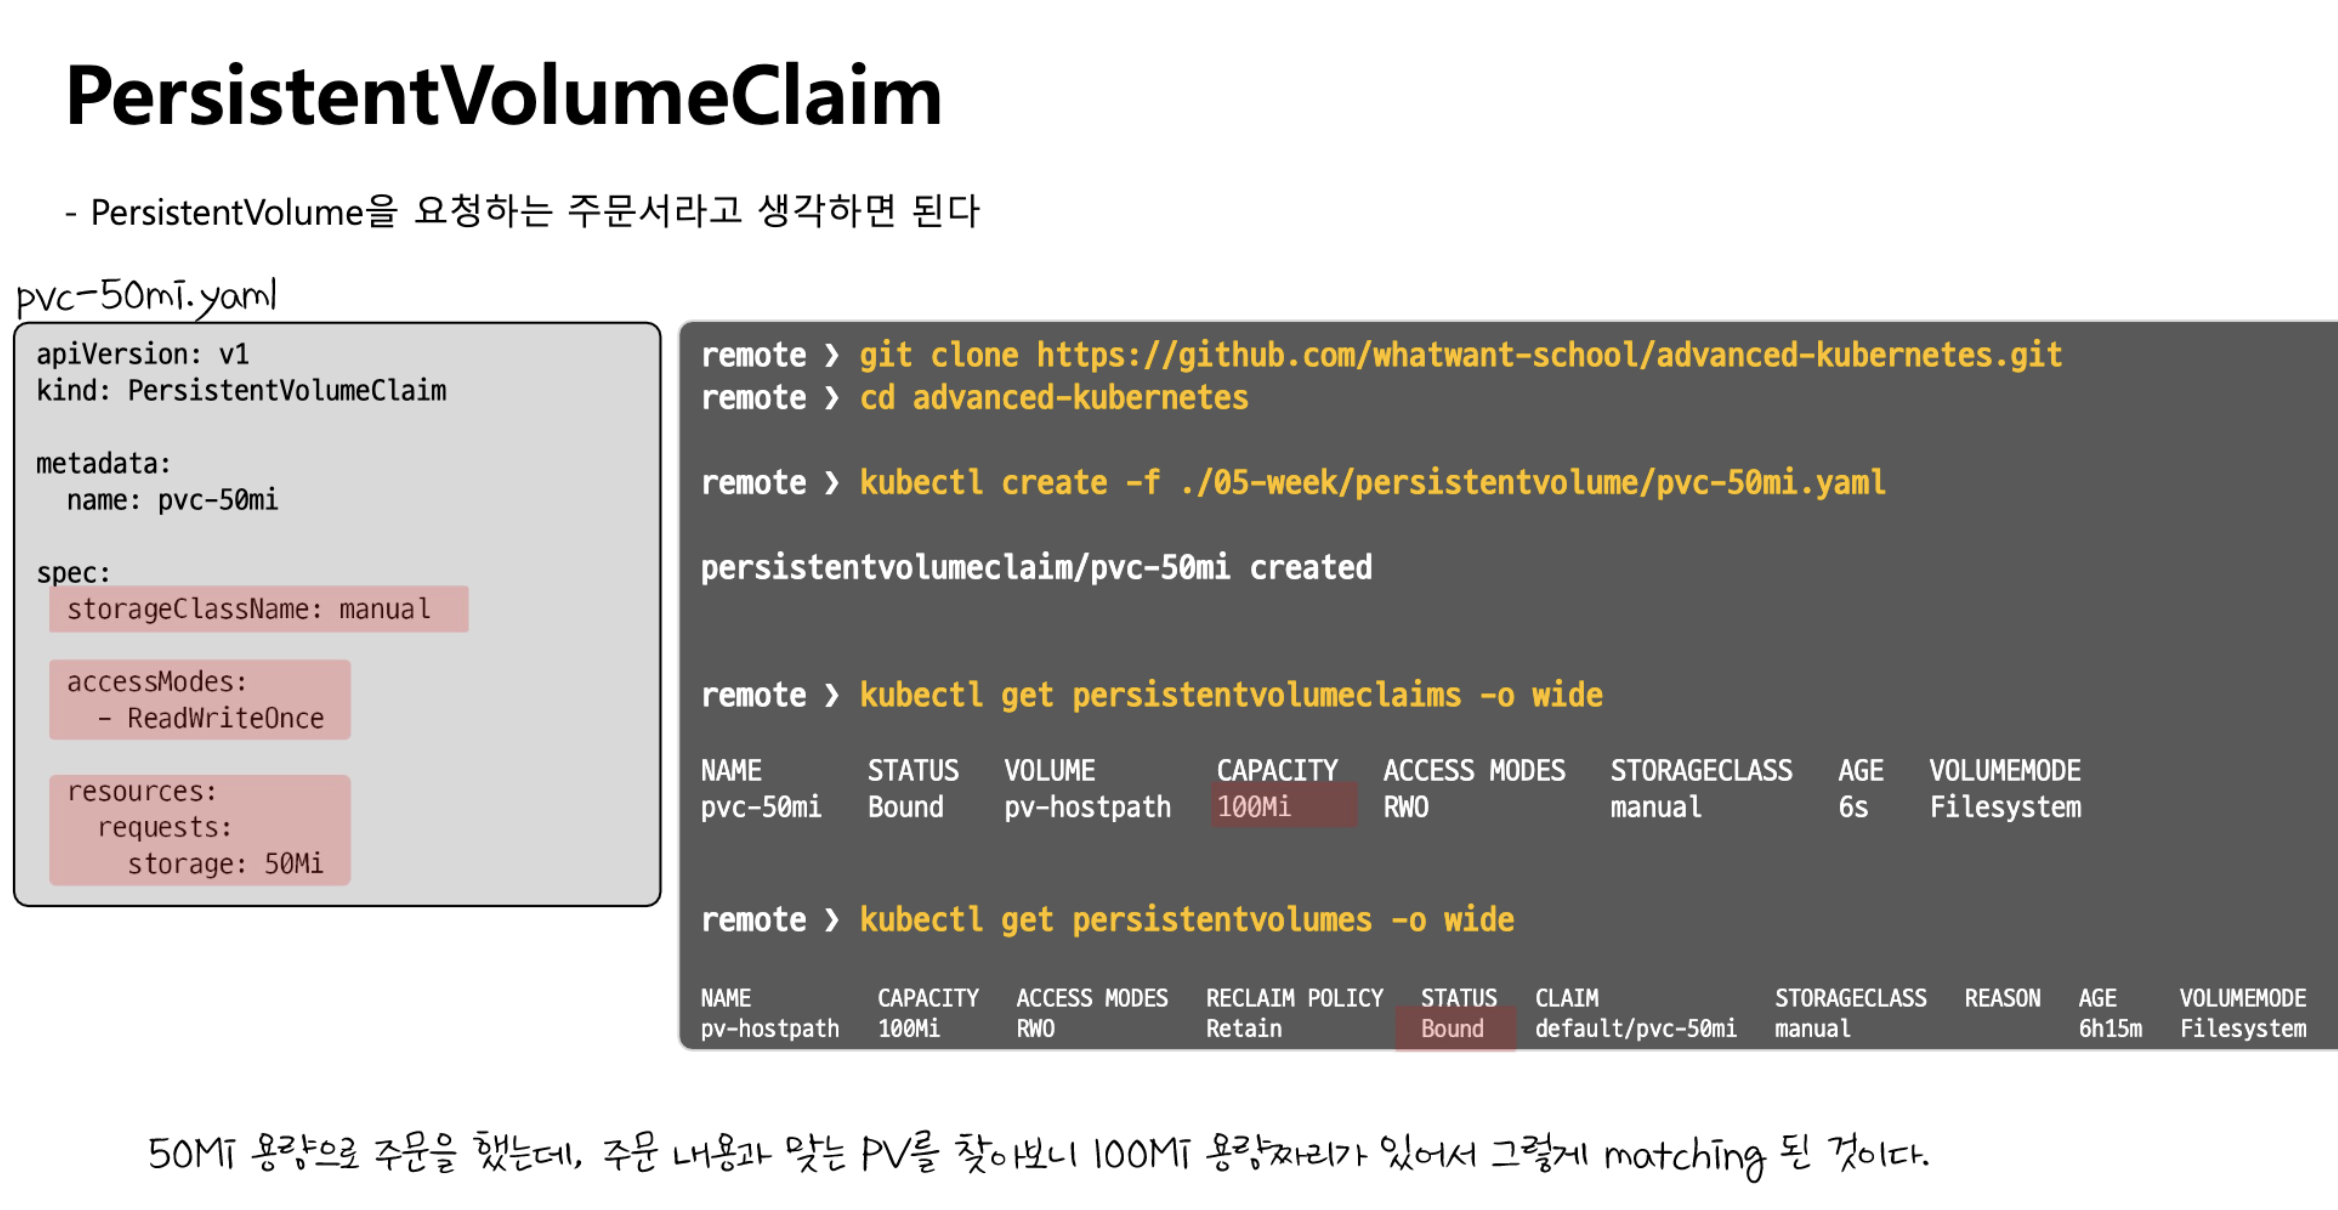 PersistentVolumeClaim
- PersistentVolume을 요청하는 주문서라고 생각하면 된다
pvc-50mi.yaml
apiVersion: v1
kind: PersistentVolumeClaim
metadata:
  name: pvc-50mi
spec:
  storageClassName: manual
  accessModes:
    - ReadWriteOnce
  resources:
    requests:
      storage: 50Mi
remote ❯ git clone https://github.com/whatwant-school/advanced-kubernetes.git
remote ❯ cd advanced-kubernetes
remote ❯ kubectl create -f ./05-week/persistentvolume/pvc-50mi.yaml
persistentvolumeclaim/pvc-50mi created
remote ❯ kubectl get persistentvolumeclaims -o wide
NAME STATUS VOLUME CAPACITY ACCESS MODES STORAGECLASS AGE VOLUMEMODE
pvc-50mi Bound pv-hostpath 100Mi RWO manual 6s Filesystem
remote ❯ kubectl get persistentvolumes -o wide
NAME CAPACITY ACCESS MODES RECLAIM POLICY STATUS CLAIM STORAGECLASS REASON AGE VOLUMEMODE
pv-hostpath 100Mi RWO Retain Bound default/pvc-50mi manual 6h15m Filesystem
50Mi 용량으로 주문을 했는데, 주문 내용과 맞는 PV를 찾아보니 100Mi 용량짜리가 있어서 그렇게 matching 된 것이다.